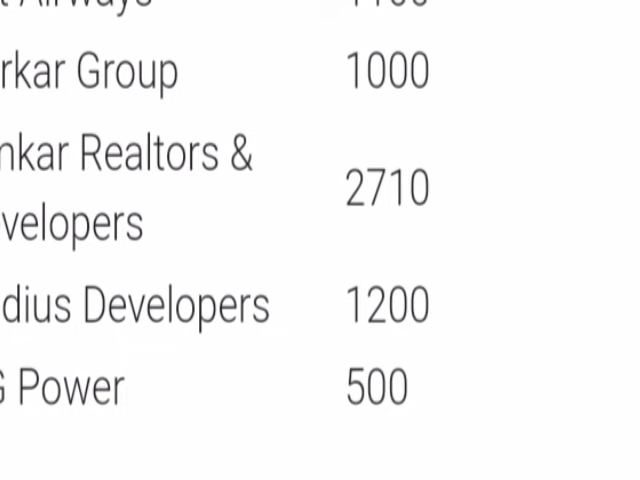 rkar Group 1000
nkar Realtors &
2710
velopers
dius Developers 1200
Power 500